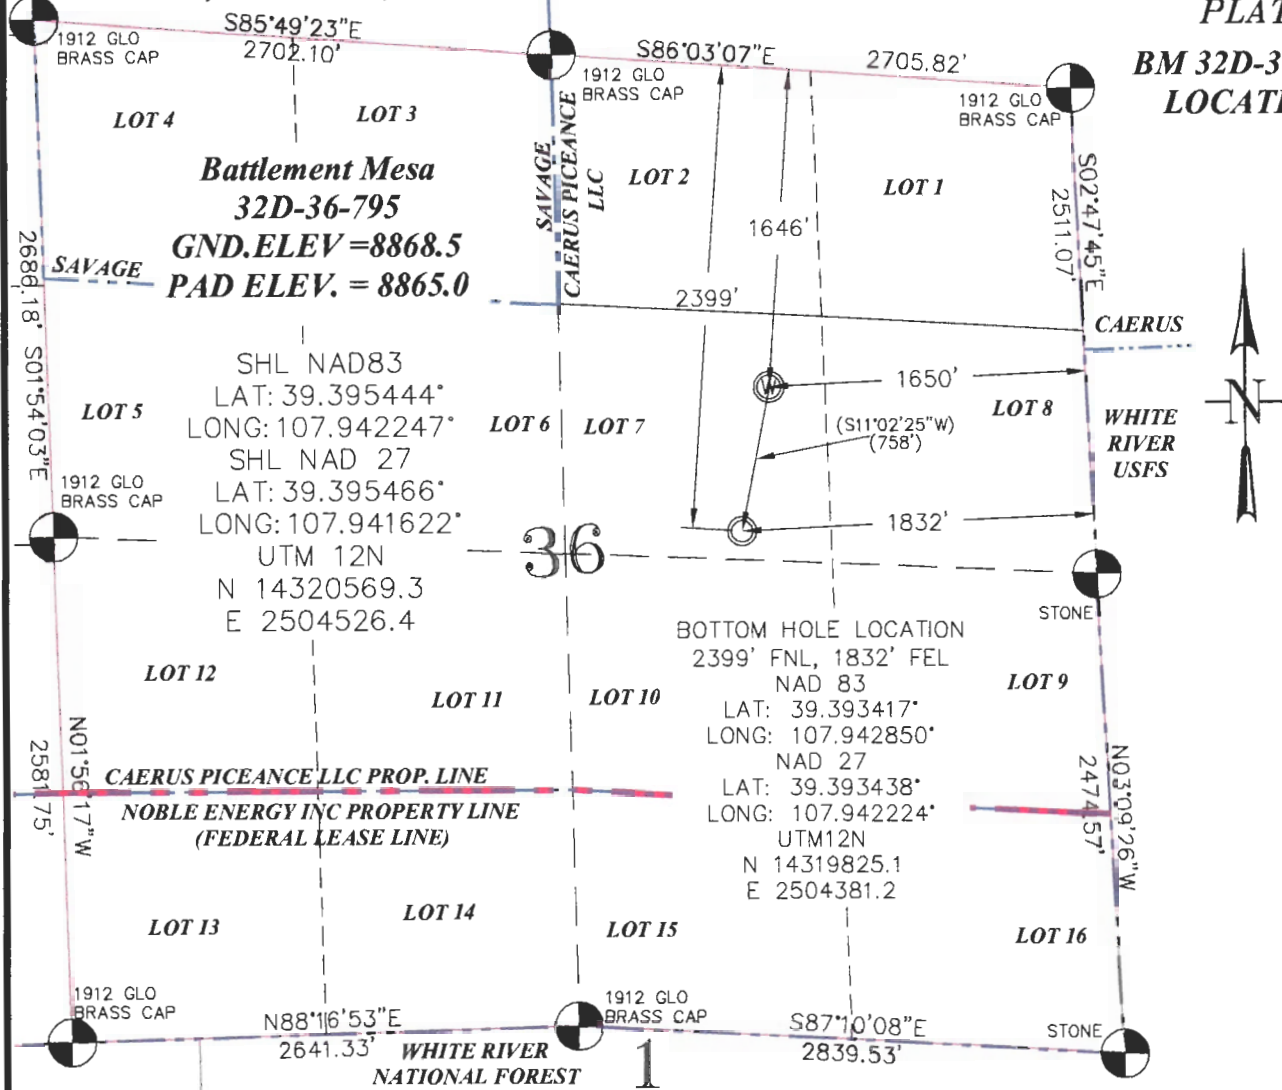 PLAT
BM 32D-3
LOCATI
S85°49'23"E
2702.10'
S86°03'07"E
2705.82'
1912 GLO
BRASS CAP
1912 GLO
BRASS CAP
1912 GLO
BRASS CAP
LOT 4
LOT 3
LOT 2
LOT 1
SAVAGE
CAERUS PICEANCE
LLC
Battlement Mesa
32D-36-795
GND.ELEV =8868.5
PAD ELEV. = 8865.0
S02°47'45"E
2511.07'
1646'
2399'
SAVAGE
CAERUS
2686.18' S01°54'03"E
SHL NAD83
LAT: 39.395444°
LONG: 107.942247°
SHL NAD 27
LAT: 39.395466°
LONG: 107.941622°
UTM 12N
N 14320569.3
E 2504526.4
LOT 5
LOT 6
LOT 7
LOT 8
W
1650'
(S11°02'25"W)
(758')
1832'
WHITE
RIVER
USFS
N
1912 GLO
BRASS CAP
36
STONE
BOTTOM HOLE LOCATION
2399' FNL, 1832' FEL
NAD 83
LAT: 39.393417°
LONG: 107.942850°
NAD 27
LAT: 39.393438°
LONG: 107.942224°
UTM12N
N 14319825.1
E 2504381.2
LOT 12
LOT 11
LOT 10
LOT 9
N01°56'17"W
2581.75'
CAERUS PICEANCE LLC PROP. LINE
NOBLE ENERGY INC PROPERTY LINE
(FEDERAL LEASE LINE)
N03°09'26"W
2474.57'
LOT 13
LOT 14
LOT 15
LOT 16
1912 GLO
BRASS CAP
1912 GLO
BRASS CAP
STONE
N88°16'53"E
2641.33'
S87°10'08"E
2839.53'
WHITE RIVER
NATIONAL FOREST
1